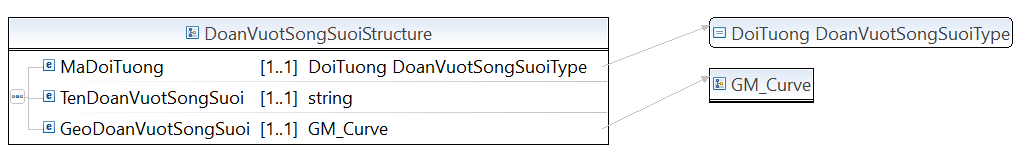 DoanVuotSongSuoiStructure
MaDoiTuong [1..1] DoiTuong DoanVuotSongSuoiType
TenDoanVuotSongSuoi [1..1] string
GeoDoanVuotSongSuoi [1..1] GM_Curve
DoiTuong DoanVuotSongSuoiType
GM_Curve